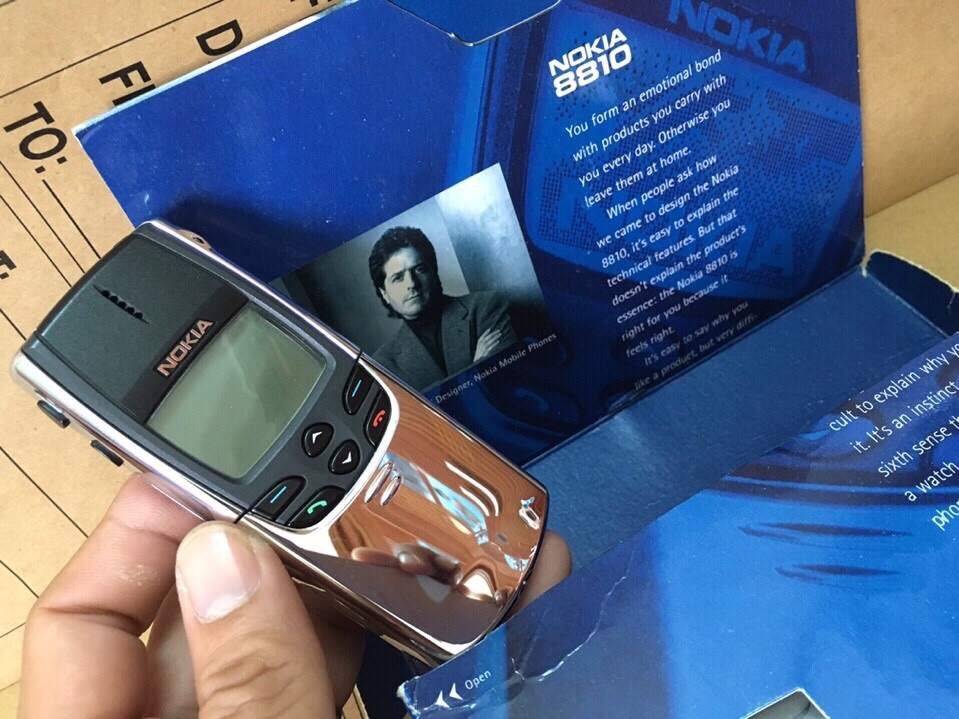 D
F
TO:
T:
NOKIA
NOKIA
8810
You form an emotional bond
with products you carry with
you every day. Otherwise you
leave them at home.
When people ask how
we came to design the Nokia
8810, it's easy to explain the
technical features. But that
doesn't explain the product's
essence: the Nokia 8810 is
right for you because it
feels right.
It's easy to say why you
like a product, but very diffi-
Designer, Nokia Mobile Phones
NOKIA
cult to explain why
it. It's an instinct
sixth sense
a watch
Open